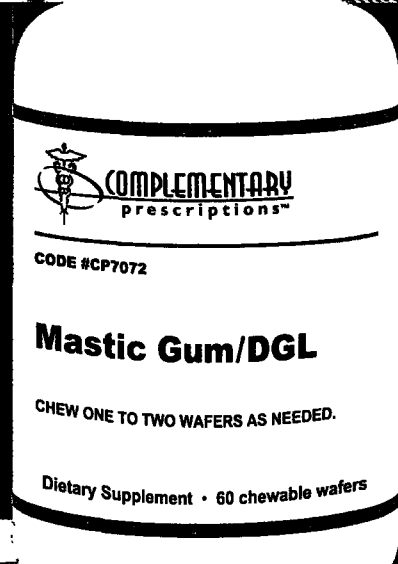 COMPLEMENTARY
prescriptions™
CODE #CP7072
Mastic Gum/DGL
CHEW ONE TO TWO WAFERS AS NEEDED.
Dietary Supplement • 60 chewable wafers